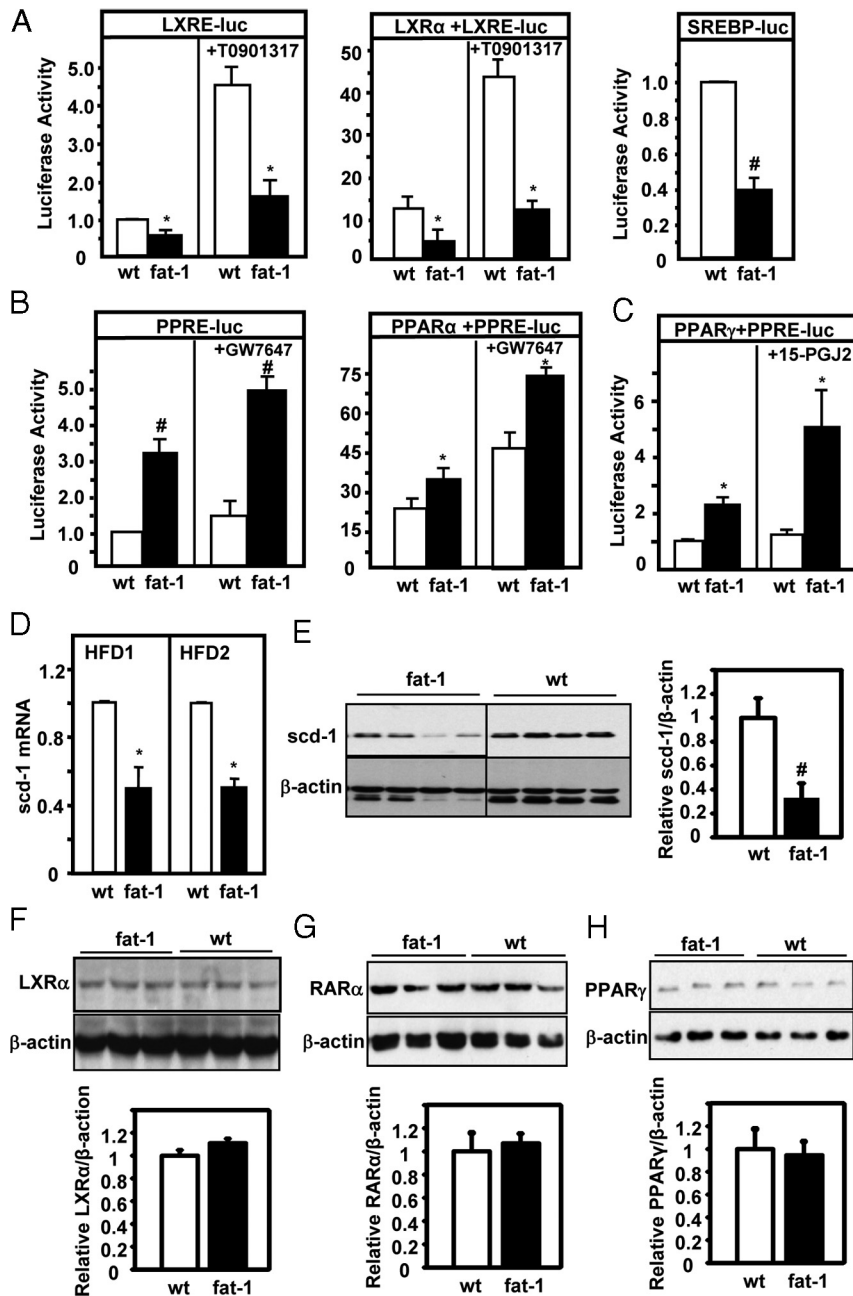 A
LXRE-luc
+T0901317
Luciferase Activity
5.0
4.0
3.0
2.0
1.0
0
*
*
wt fat-1 wt fat-1
LXRα +LXRE-luc
+T0901317
50
40
30
20
10
0
*
*
wt fat-1 wt fat-1
SREBP-luc
Luciferase Activity
1.0
0.8
0.6
0.4
0.2
0
#
wt fat-1
B
PPRE-luc
+GW7647
Luciferase Activity
5.0
4.0
3.0
2.0
1.0
0
#
#
wt fat-1 wt fat-1
PPARα +PPRE-luc
+GW7647
75
60
45
30
15
0
*
*
wt fat-1 wt fat-1
C
PPARγ+PPRE-luc
+15-PGJ2
Luciferase Activity
6
4
2
0
*
*
wt fat-1 wt fat-1
D
HFD1 HFD2
scd-1 mRNA
1.2
0.8
0.4
0
*
*
wt fat-1 wt fat-1
E
fat-1 wt
scd-1
β-actin
Relative scd-1/β-actin
1.2
1
0.8
0.6
0.4
0.2
0
#
wt fat-1
F
fat-1 wt
LXRα
β-actin
Relative LXRα/β-action
1.2
1
0.8
0.6
0.4
0.2
0
wt fat-1
G
fat-1 wt
RARα
β-actin
Relative RARα/β-actin
1.2
1
0.8
0.6
0.4
0.2
0
wt fat-1
H
fat-1 wt
PPARγ
β-actin
Relative PPARγ/β-actin
1.2
1
0.8
0.6
0.4
0.2
0
wt fat-1